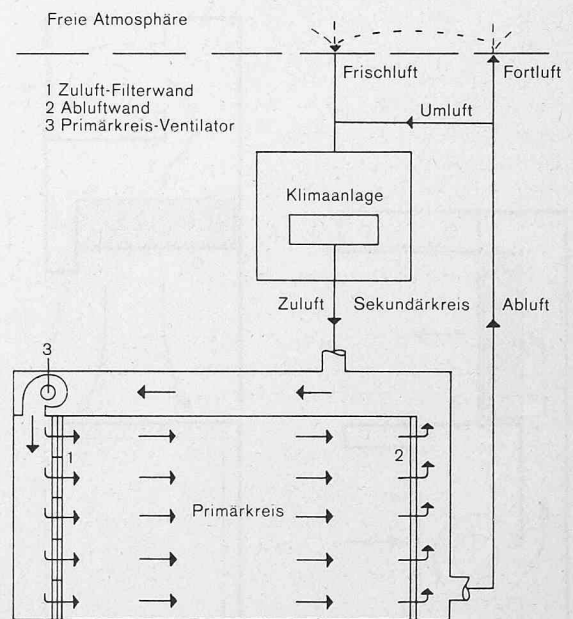 Freie Atmosphäre
Frischluft
Fortluft
1 Zuluft-Filterwand
2 Abluftwand
3 Primärkreis-Ventilator
Umluft
Klimaanlage
Zuluft
Sekundärkreis
Abluft
3
1
2
Primärkreis